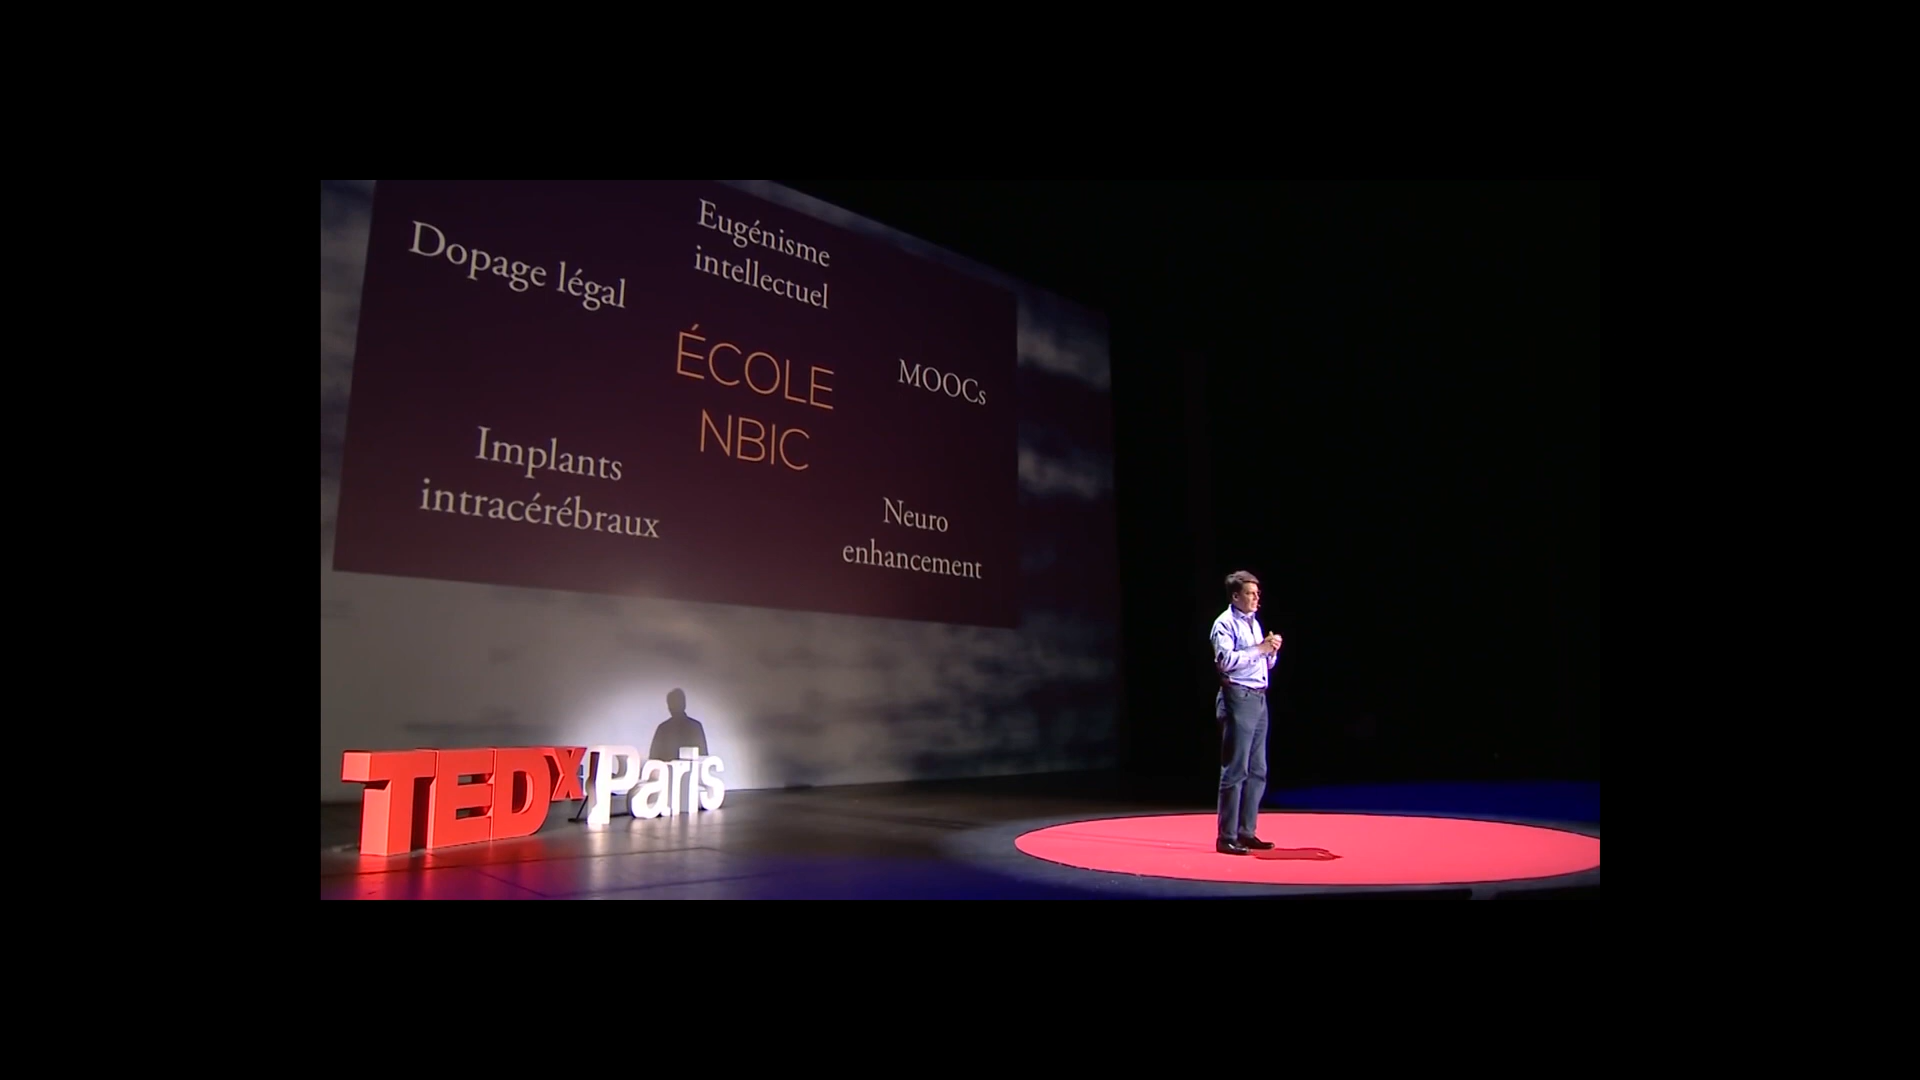 Eugénisme
intellectuel
Dopage légal
ÉCOLE
NBIC
MOOCs
Implants
intracérébraux
Neuro
enhancement
TEDx Paris